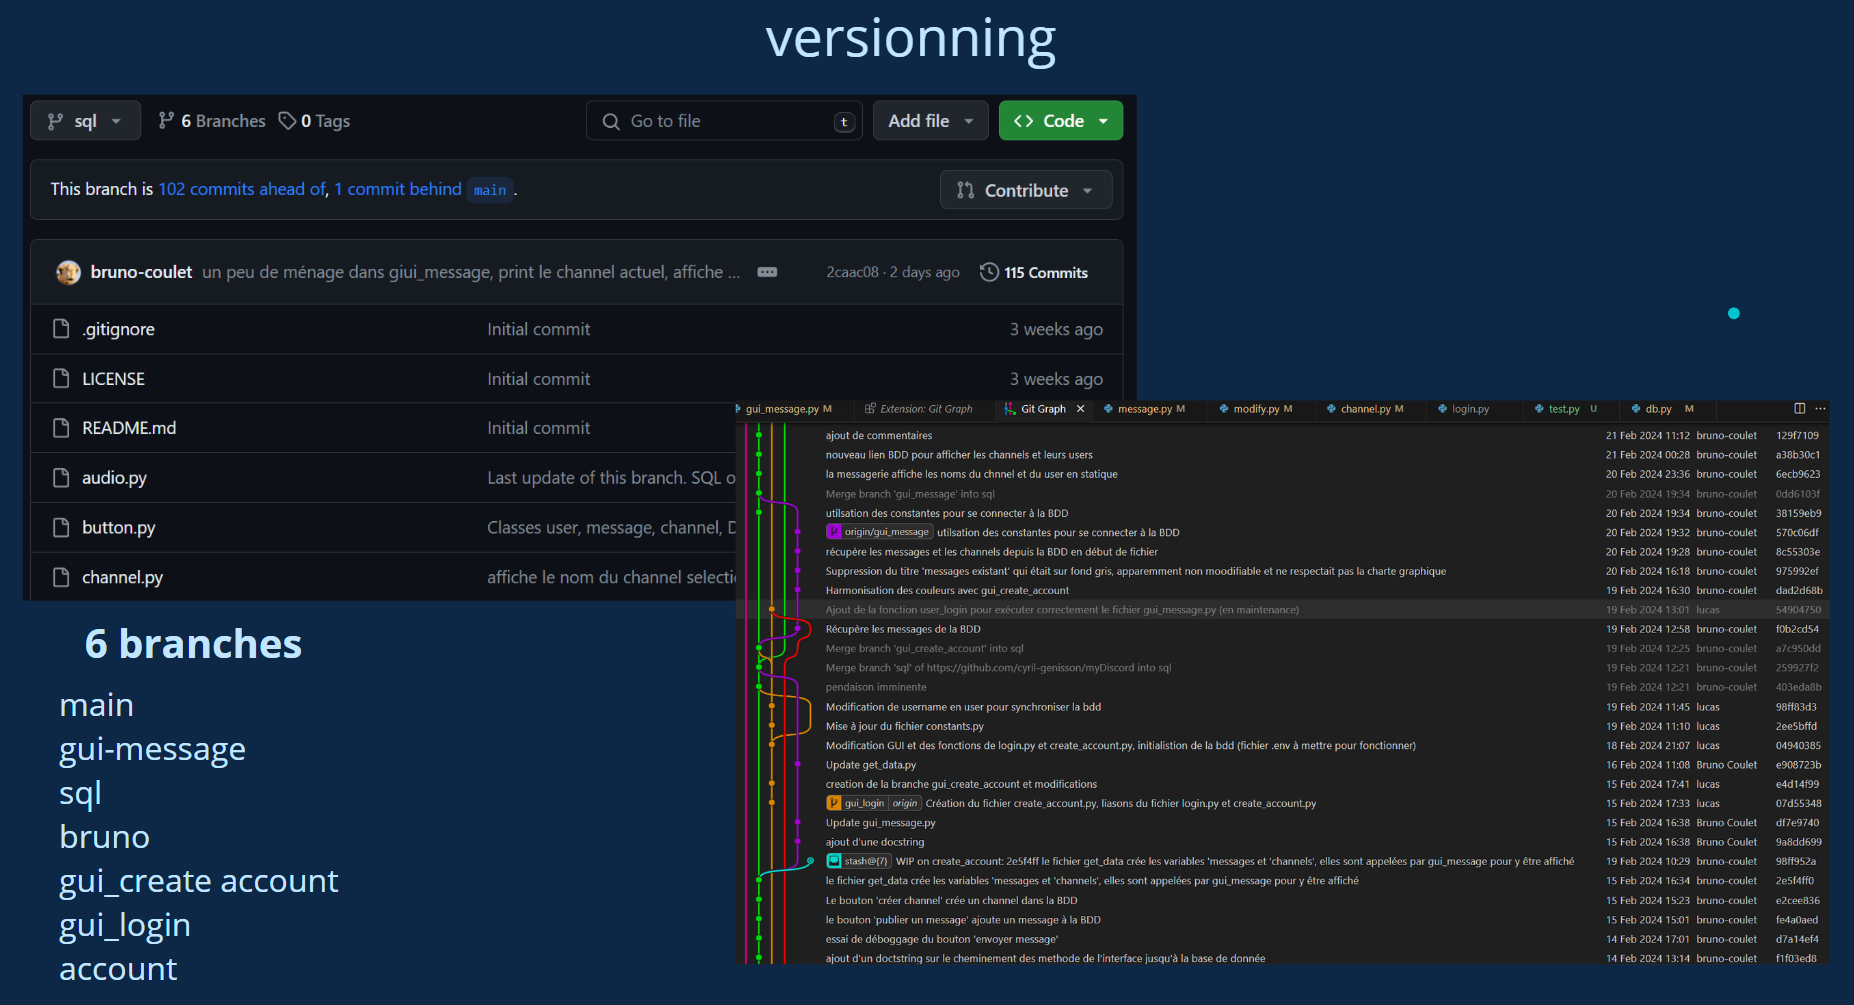 versionning
sql 6 Branches 0 Tags Go to file t Add file Code
This branch is 102 commits ahead of, 1 commit behind main .
Contribute
bruno-coulet un peu de ménage dans giui_message, print le channel actuel, affiche ... 2caac08 · 2 days ago 115 Commits
.gitignore Initial commit 3 weeks ago
LICENSE Initial commit 3 weeks ago
README.md Initial commit
audio.py Last update of this branch. SQL o
button.py Classes user, message, channel, D
channel.py affiche le nom du channel selecti
gui_message.py M Extension: Git Graph Git Graph message.py M modify.py M channel.py M login.py test.py U db.py M
ajout de commentaires 21 Feb 2024 11:12 bruno-coulet 129f7109
nouveau lien BDD pour afficher les channels et leurs users 21 Feb 2024 00:28 bruno-coulet a38b30c1
la messagerie affiche les noms du chnnel et du user en statique 20 Feb 2024 23:36 bruno-coulet 6ecb9623
Merge branch 'gui_message' into sql 20 Feb 2024 19:34 bruno-coulet 0dd6103f
utilsation des constantes pour se connecter à la BDD 20 Feb 2024 19:34 bruno-coulet 38159eb9
origin/gui_message utilsation des constantes pour se connecter à la BDD 20 Feb 2024 19:32 bruno-coulet 570c06df
récupère les messages et les channels depuis la BDD en début de fichier 20 Feb 2024 19:28 bruno-coulet 8c55303e
Suppression du titre 'messages existant' qui était sur fond gris, apparemment non moodifiable et ne respectait pas la charte graphique 20 Feb 2024 16:18 bruno-coulet 975992ef
Harmonisation des couleurs avec gui_create_account 19 Feb 2024 16:30 bruno-coulet dad2d68b
Ajout de la fonction user_login pour exécuter correctement le fichier gui_message.py (en maintenance) 19 Feb 2024 13:01 lucas 54904750
Récupère les messages de la BDD 19 Feb 2024 12:58 bruno-coulet f0b2cd54
Merge branch 'gui_create_account' into sql 19 Feb 2024 12:25 bruno-coulet a7c950dd
Merge branch 'sql' of https://github.com/cyril-genisson/myDiscord into sql 19 Feb 2024 12:21 bruno-coulet 259927f2
pendaison imminente 19 Feb 2024 12:21 bruno-coulet 403eda8b
Modification de username en user pour synchroniser la bdd 19 Feb 2024 11:45 lucas 98ff83d3
Mise à jour du fichier constants.py 19 Feb 2024 11:10 lucas 2ee5bffd
Modification GUI et des fonctions de login.py et create_account.py, initialistion de la bdd (fichier .env à mettre pour fonctionner) 18 Feb 2024 21:07 lucas 04940385
Update get_data.py 16 Feb 2024 11:08 Bruno Coulet e908723b
creation de la branche gui_create_account et modifications 15 Feb 2024 17:41 lucas e4d14f99
gui_login origin Création du fichier create_account.py, liasons du fichier login.py et create_account.py 15 Feb 2024 17:33 lucas 07d55348
Update gui_message.py 15 Feb 2024 16:38 Bruno Coulet df7e9740
ajout d'une docstring 15 Feb 2024 16:38 Bruno Coulet 9a8dd699
stash@{7} WIP on create_account: 2e5f4ff le fichier get_data crée les variables 'messages et 'channels', elles sont appelées par gui_message pour y être affiché 19 Feb 2024 10:29 bruno-coulet 98ff952a
le fichier get_data crée les variables 'messages et 'channels', elles sont appelées par gui_message pour y être affiché 15 Feb 2024 16:34 bruno-coulet 2e5f4ff0
Le bouton 'créer channel' crée un channel dans la BDD 15 Feb 2024 15:23 bruno-coulet e2cee836
le bouton 'publier un message' ajoute un message à la BDD 15 Feb 2024 15:01 bruno-coulet fe4a0aed
essai de déboggage du bouton 'envoyer message' 14 Feb 2024 17:01 bruno-coulet d7a14ef4
ajout d'un doctstring sur le cheminement des methode de l'interface jusqu'à la base de donnée 14 Feb 2024 13:14 bruno-coulet f1f03ed8
6 branches
main
gui-message
sql
bruno
gui_create account
gui_login
account